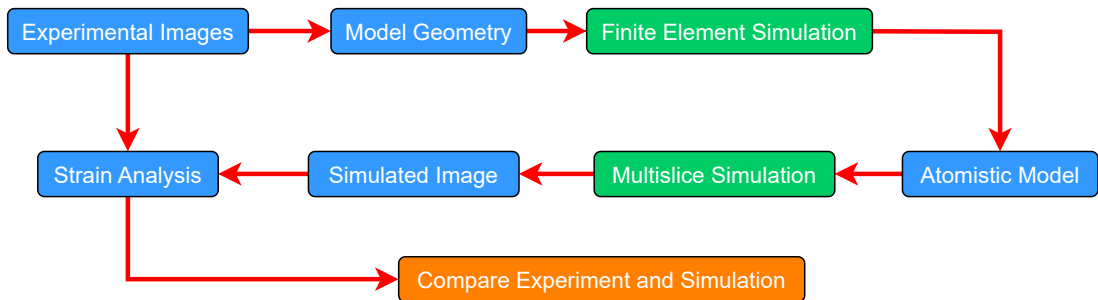 Experimental Images
Model Geometry
Finite Element Simulation
Strain Analysis
Simulated Image
Multislice Simulation
Atomistic Model
Compare Experiment and Simulation